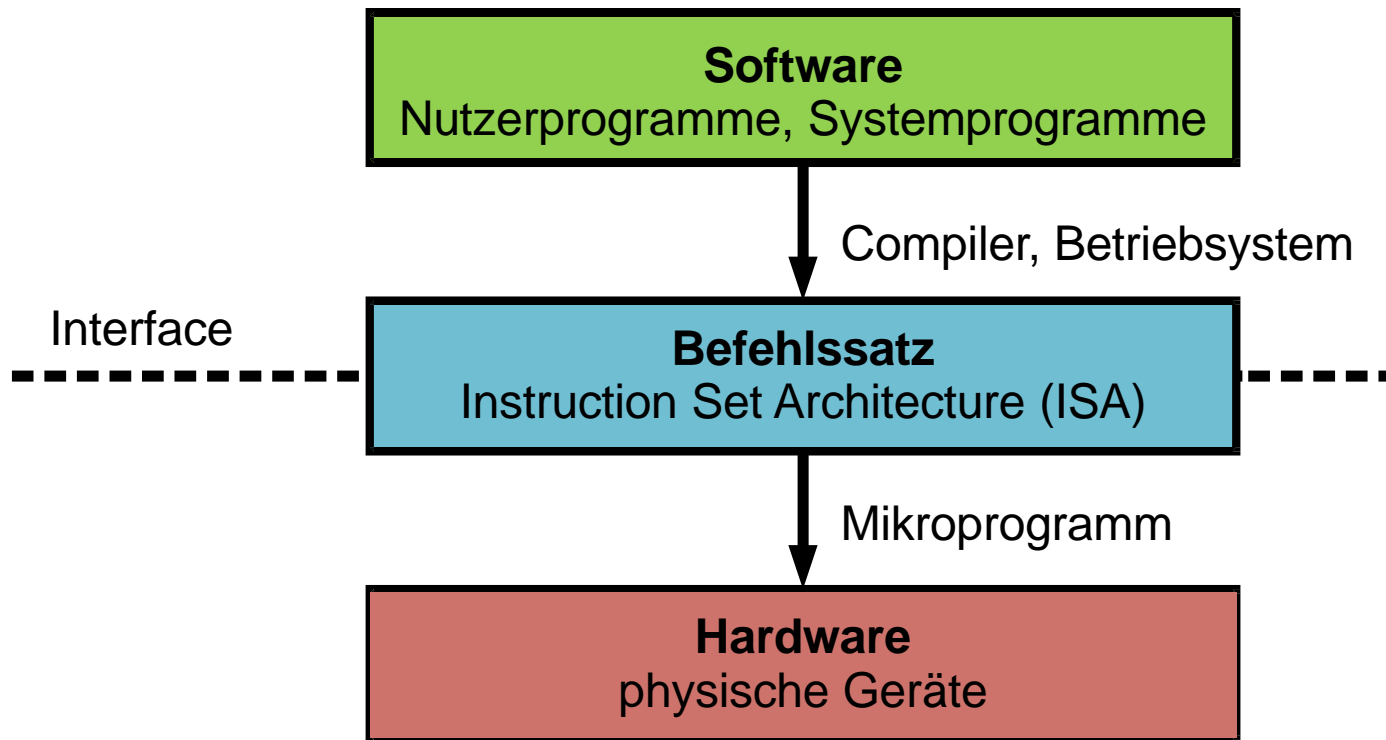 Software
Nutzerprogramme, Systemprogramme
Compiler, Betriebsystem
Interface
Befehlssatz
Instruction Set Architecture (ISA)
Mikroprogramm
Hardware
physische Geräte